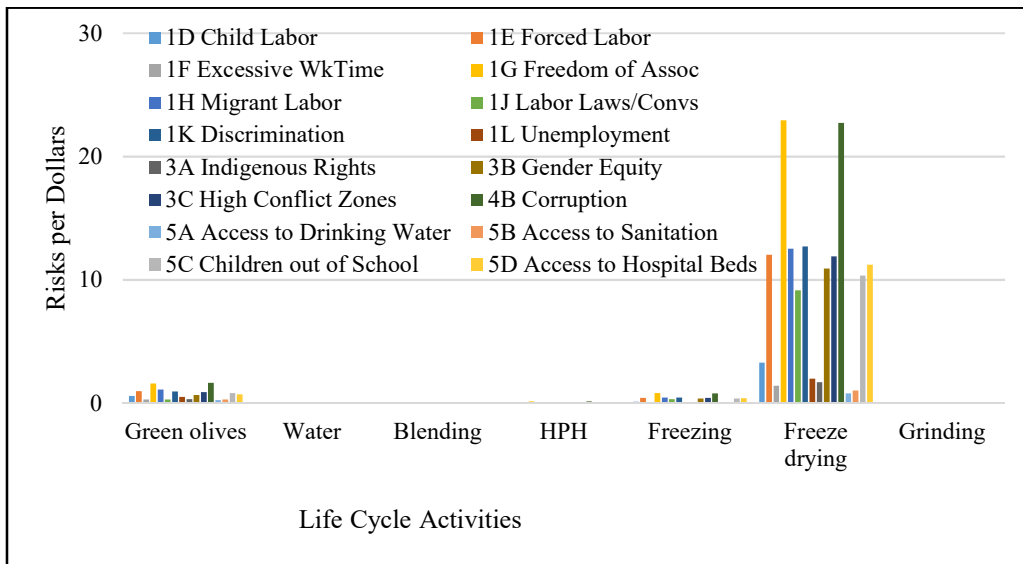 30
20
10
0
Risks per Dollars
1D Child Labor
1E Forced Labor
1F Excessive WkTime
1G Freedom of Assoc
1H Migrant Labor
1J Labor Laws/Convs
1K Discrimination
1L Unemployment
3A Indigenous Rights
3B Gender Equity
3C High Conflict Zones
4B Corruption
5A Access to Drinking Water
5B Access to Sanitation
5C Children out of School
5D Access to Hospital Beds
Green olives
Water
Blending
HPH
Freezing
Freeze
drying
Grinding
Life Cycle Activities